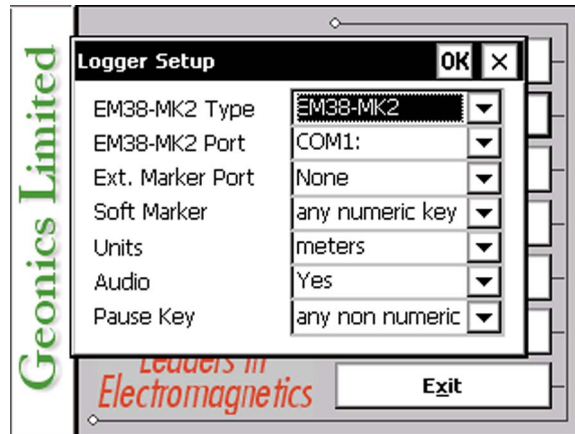 Geonics Limited
Logger Setup OK ×
EM38-MK2 Type EM38-MK2
EM38-MK2 Port COM1:
Ext. Marker Port None
Soft Marker any numeric key
Units meters
Audio Yes
Pause Key any non numeric
Leaders in
Electromagnetics
Exit